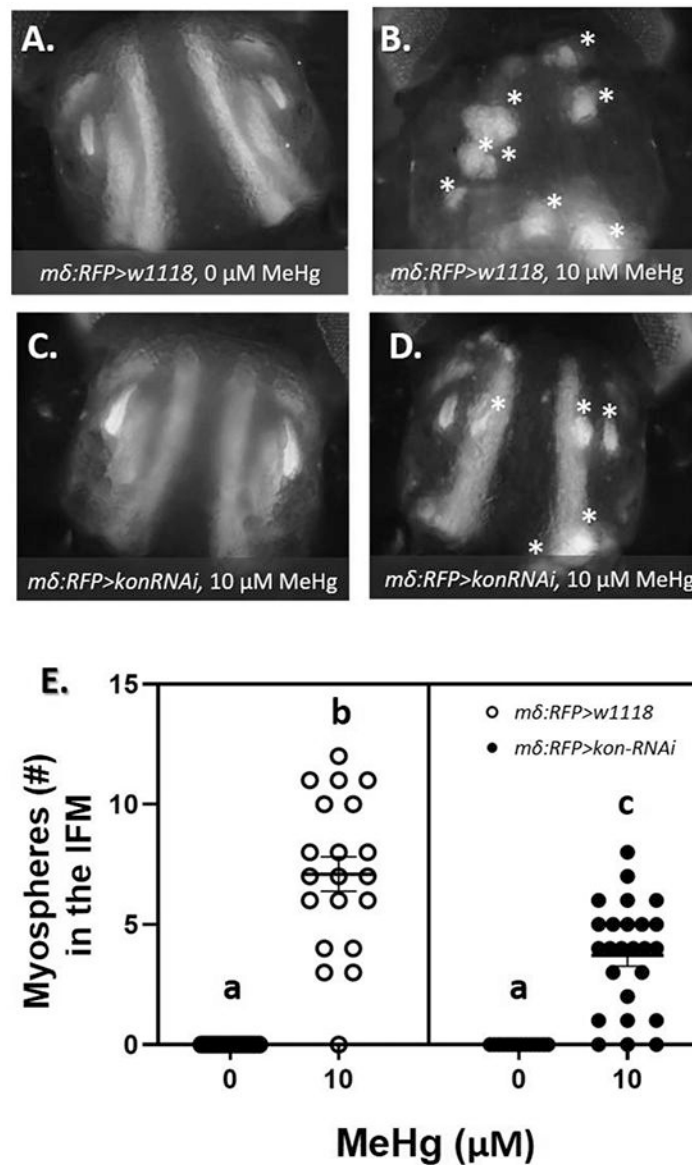 A.
B.
* * * * * * * *
mδ:RFP>w1118, 0 μM MeHg
mδ:RFP>w1118, 10 μM MeHg
C.
D.
* * * * *
mδ:RFP>konRNAi, 10 μM MeHg
mδ:RFP>konRNAi, 10 μM MeHg
E.
15
10
5
0
Myospheres (#)
in the IFM
a
b
a
c
mδ:RFP>w1118
mδ:RFP>kon-RNAi
0
10
0
10
MeHg (μM)